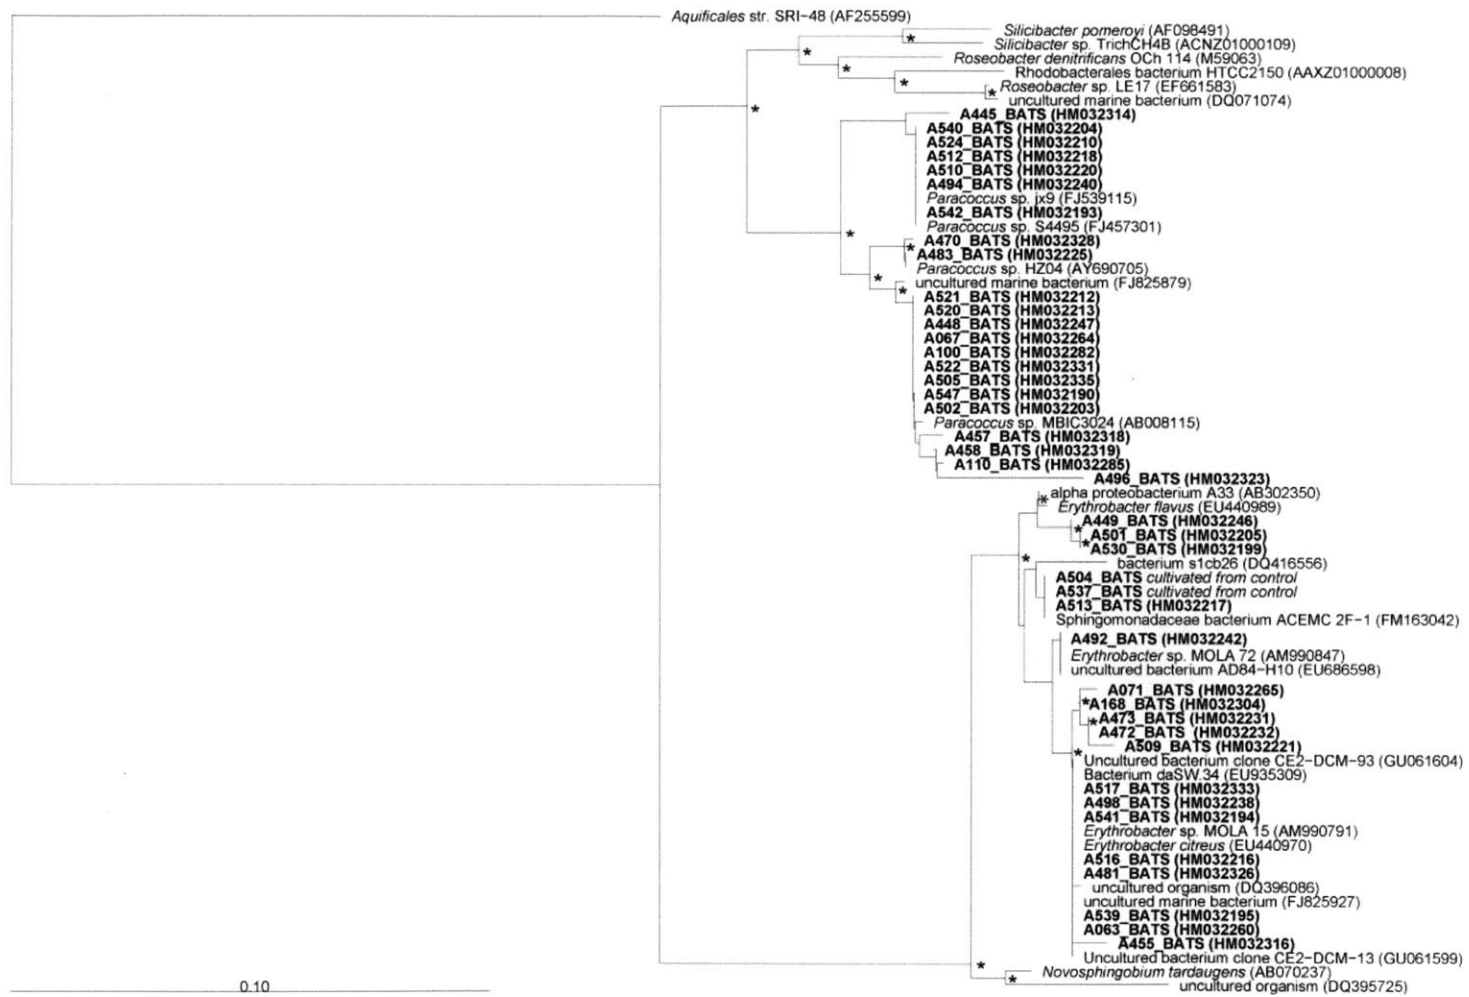 Aquificales str. SRI−48 (AF255599)
Silicibacter pomeroyi (AF098491)
Silicibacter sp. TrichCH4B (ACNZ01000109)
Roseobacter denitrificans OCh 114 (M59063)
Rhodobacterales bacterium HTCC2150 (AAXZ01000008)
Roseobacter sp. LE17 (EF661583)
uncultured marine bacterium (DQ071074)
A445_BATS (HM032314)
A540_BATS (HM032204)
A524_BATS (HM032210)
A512_BATS (HM032218)
A510_BATS (HM032220)
A494_BATS (HM032240)
Paracoccus sp. jx9 (FJ539115)
A542_BATS (HM032193)
Paracoccus sp. S4495 (FJ457301)
A470_BATS (HM032328)
A483_BATS (HM032225)
Paracoccus sp. HZ04 (AY690705)
uncultured marine bacterium (FJ825879)
A521_BATS (HM032212)
A520_BATS (HM032213)
A448_BATS (HM032247)
A067_BATS (HM032264)
A100_BATS (HM032282)
A522_BATS (HM032331)
A505_BATS (HM032335)
A547_BATS (HM032190)
A502_BATS (HM032203)
Paracoccus sp. MBIC3024 (AB008115)
A457_BATS (HM032318)
A458_BATS (HM032319)
A110_BATS (HM032285)
A496_BATS (HM032323)
alpha proteobacterium A33 (AB302350)
Erythrobacter flavus (EU440989)
A449_BATS (HM032246)
A501_BATS (HM032205)
A530_BATS (HM032199)
bacterium s1cb26 (DQ416556)
A504_BATS cultivated from control
A537_BATS cultivated from control
A513_BATS (HM032217)
Sphingomonadaceae bacterium ACEMC 2F−1 (FM163042)
A492_BATS (HM032242)
Erythrobacter sp. MOLA 72 (AM990847)
uncultured bacterium AD84−H10 (EU686598)
A071_BATS (HM032265)
A168_BATS (HM032304)
A473_BATS (HM032231)
A472_BATS (HM032232)
A509_BATS (HM032221)
Uncultured bacterium clone CE2−DCM−93 (GU061604)
Bacterium daSW.34 (EU935309)
A517_BATS (HM032333)
A498_BATS (HM032238)
A541_BATS (HM032194)
Erythrobacter sp. MOLA 15 (AM990791)
Erythrobacter citreus (EU440970)
A516_BATS (HM032216)
A481_BATS (HM032326)
uncultured organism (DQ396086)
uncultured marine bacterium (FJ825927)
A539_BATS (HM032195)
A063_BATS (HM032260)
A455_BATS (HM032316)
Uncultured bacterium clone CE2−DCM−13 (GU061599)
Novosphingobium tardaugens (AB070237)
uncultured organism (DQ395725)
0.10